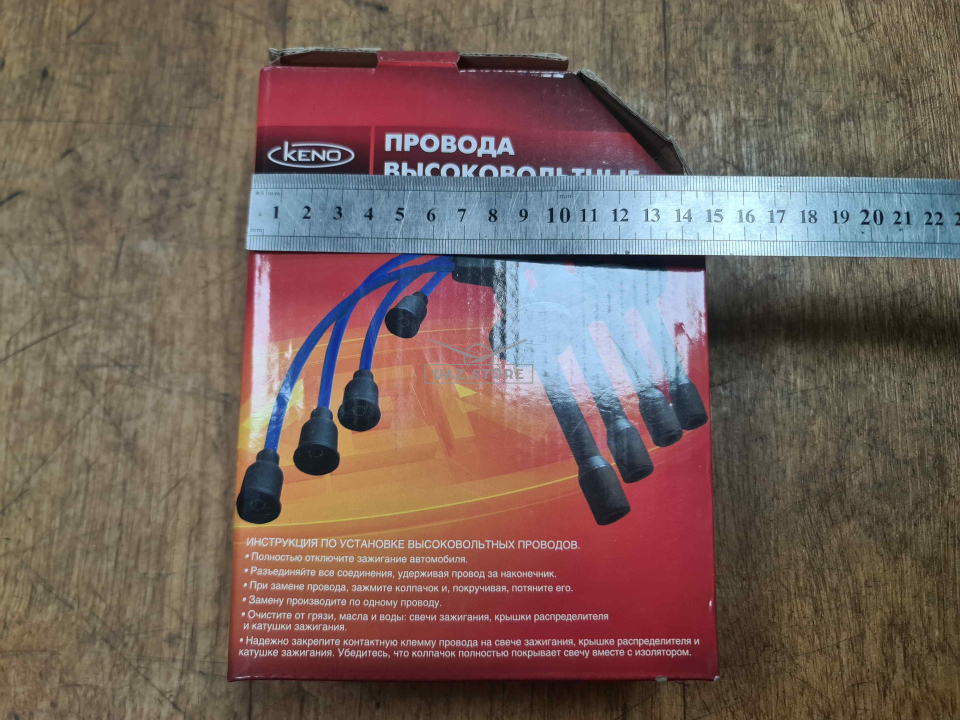 KENO
ПРОВОДА
ВЫСОКОВОЛЬТНЫЕ
1 2 3 4 5 6 7 8 9 10 11 12 13 14 15 16 17 18 19 20 21 22 2
ИНСТРУКЦИЯ ПО УСТАНОВКЕ ВЫСОКОВОЛЬТНЫХ ПРОВОДОВ.
• Полностью отключите зажигание автомобиля.
• Разъединяйте все соединения, удерживая провод за наконечник.
• При замене провода, зажмите колпачок и, покручивая, потяните его.
• Замену производите по одному проводу.
• Очистите от грязи, масла и воды: свечи зажигания, крышки распределителя
и катушки зажигания.
• Надежно закрепите контактную клемму провода на свече зажигания, крышке распределителя и
катушке зажигания. Убедитесь, что колпачок полностью покрывает свечу вместе с изолятором.